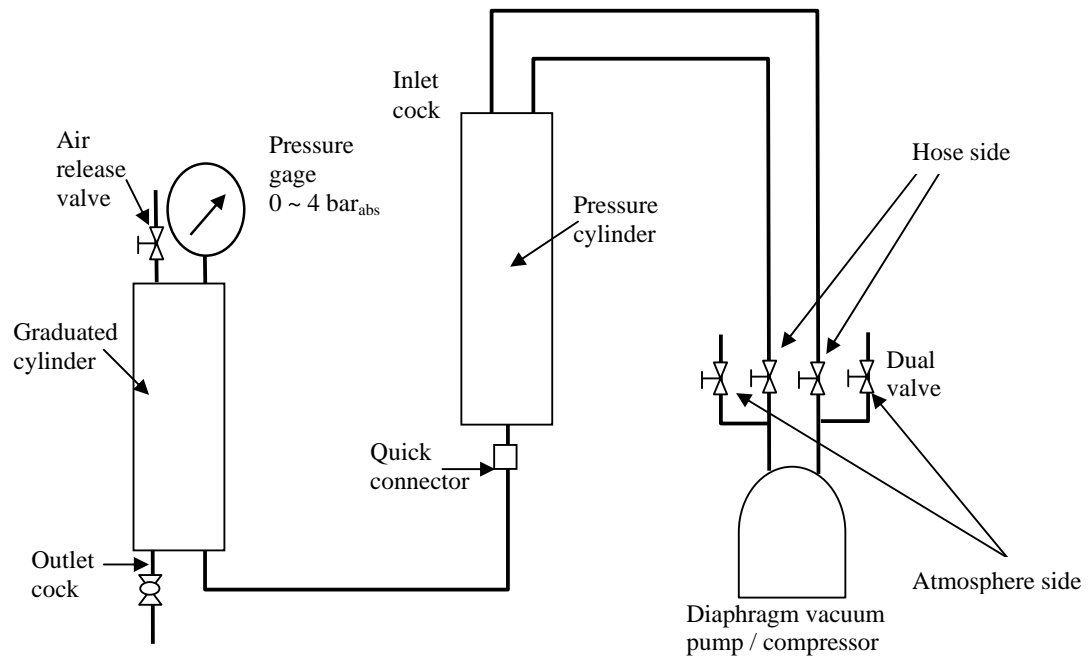 Inlet
cock
Air
release
valve
Pressure
gage
0 ~ 4 bar_abs
Hose side
Pressure
cylinder
Graduated
cylinder
Dual
valve
Quick
connector
Outlet
cock
Atmosphere side
Diaphragm vacuum
pump / compressor